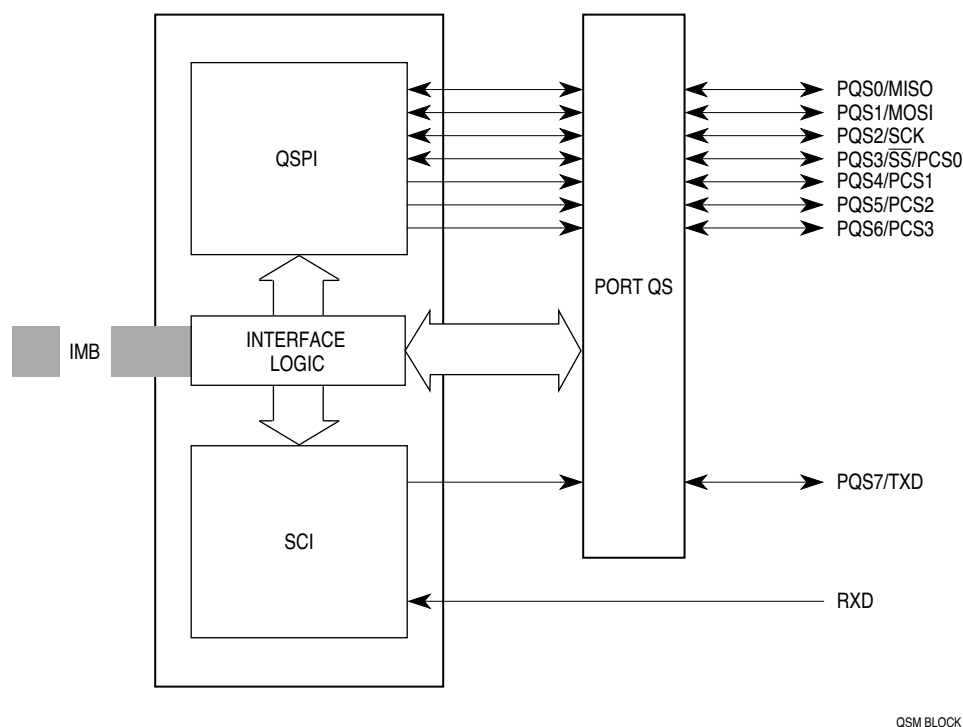 PQS0/MISO
PQS1/MOSI
PQS2/SCK
PQS3/S̅S̅/PCS0
PQS4/PCS1
PQS5/PCS2
PQS6/PCS3
QSPI
PORT QS
IMB
INTERFACE
LOGIC
PQS7/TXD
SCI
RXD
QSM BLOCK